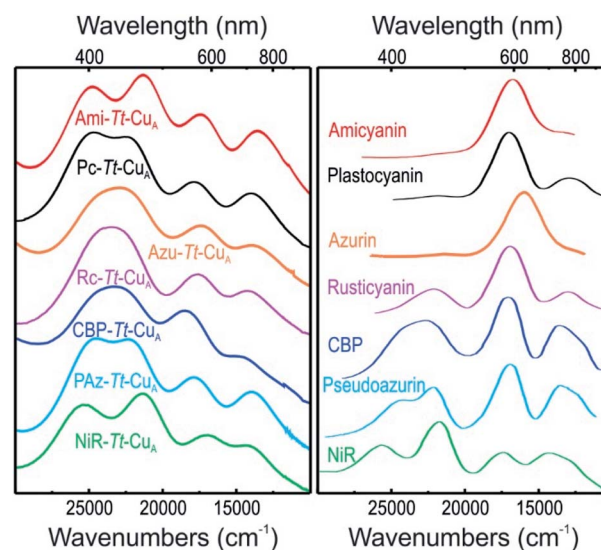 Wavelength (nm)
400 600 800
Ami-Tt-CuA
Pc-Tt-CuA
Azu-Tt-CuA
Rc-Tt-CuA
CBP-Tt-CuA
PAz-Tt-CuA
NiR-Tt-CuA
25000 20000 15000
Wavenumbers (cm⁻¹)
Wavelength (nm)
400 600 800
Amicyanin
Plastocyanin
Azurin
Rusticyanin
CBP
Pseudoazurin
NiR
25000 20000 15000
Wavenumbers (cm⁻¹)